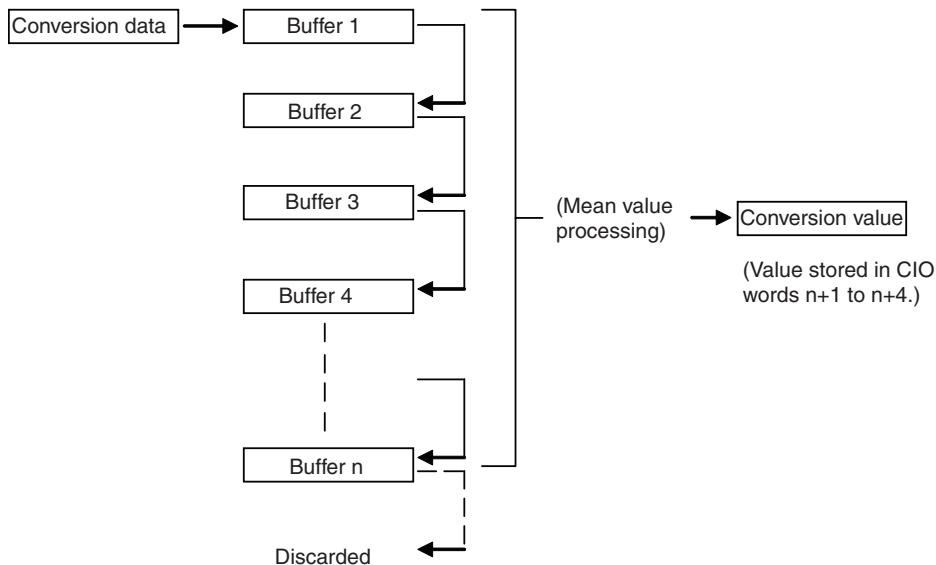 Conversion data
Buffer 1
Buffer 2
Buffer 3
Buffer 4
Buffer n
Discarded
(Mean value
processing)
Conversion value
(Value stored in CIO
words n+1 to n+4.)